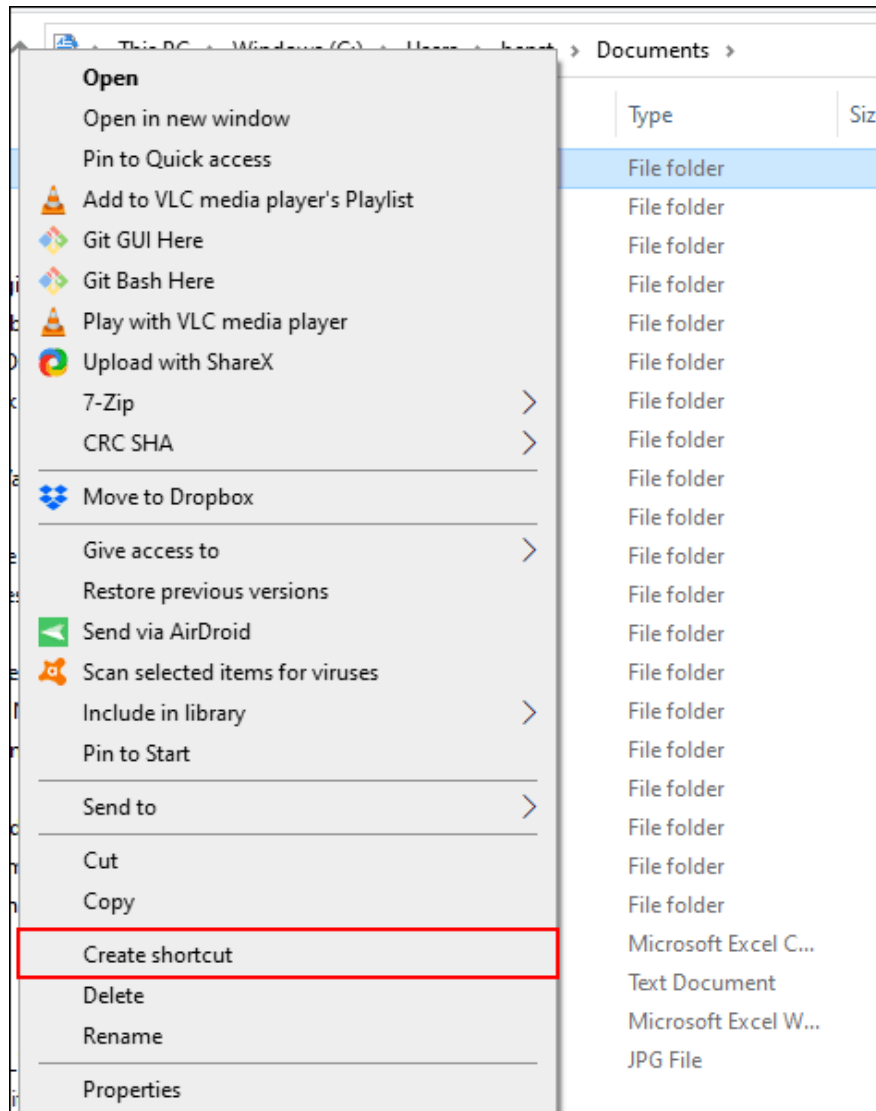 Documents
Open
Open in new window
Type
Siz
Pin to Quick access
File folder
Add to VLC media player's Playlist
File folder
Git GUI Here
File folder
Git Bash Here
File folder
Play with VLC media player
File folder
Upload with ShareX
File folder
7-Zip
File folder
CRC SHA
File folder
File folder
Move to Dropbox
File folder
Give access to
File folder
Restore previous versions
File folder
Send via AirDroid
File folder
Scan selected items for viruses
File folder
Include in library
File folder
Pin to Start
File folder
File folder
Send to
File folder
Cut
File folder
Copy
File folder
Create shortcut
Microsoft Excel C...
Delete
Text Document
Rename
Microsoft Excel W...
JPG File
Properties